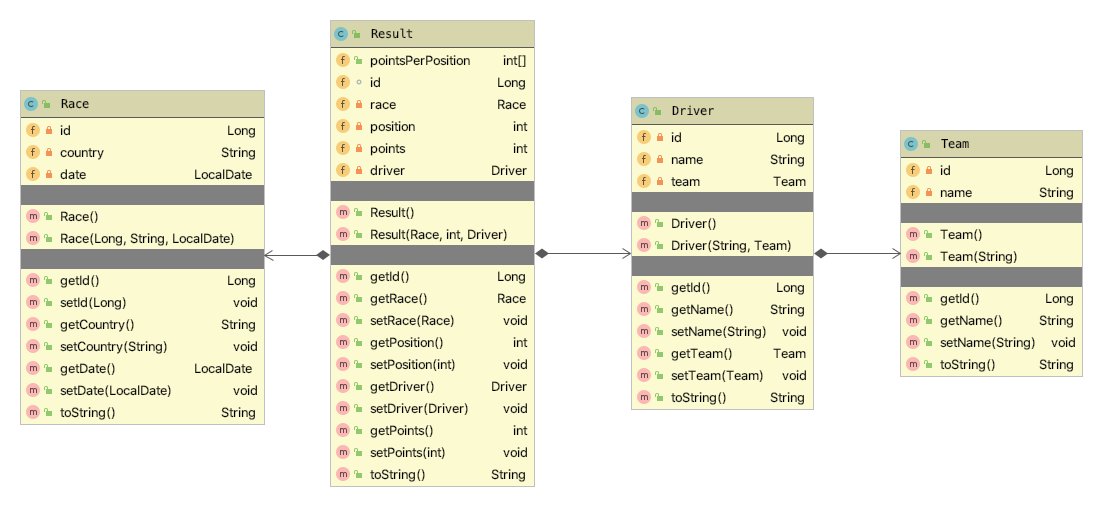 Race
id Long
country String
date LocalDate
Race()
Race(Long, String, LocalDate)
getId() Long
setId(Long) void
getCountry() String
setCountry(String) void
getDate() LocalDate
setDate(LocalDate) void
toString() String
Result
pointsPerPosition int[]
id Long
race Race
position int
points int
driver Driver
Result()
Result(Race, int, Driver)
getId() Long
getRace() Race
setRace(Race) void
getPosition() int
setPosition(int) void
getDriver() Driver
setDriver(Driver) void
getPoints() int
setPoints(int) void
toString() String
Driver
id Long
name String
team Team
Driver()
Driver(String, Team)
getId() Long
getName() String
setName(String) void
getTeam() Team
setTeam(Team) void
toString() String
Team
id Long
name String
Team()
Team(String)
getId() Long
getName() String
setName(String) void
toString() String